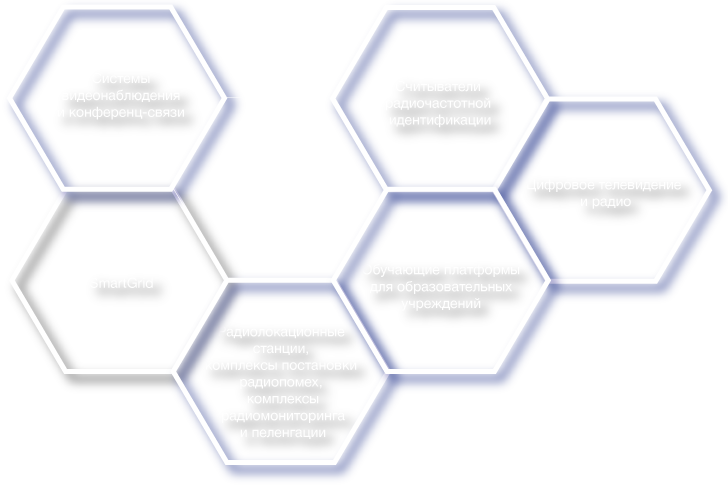 Системы
видеонаблюдения
и конференц-связи
Считыватели
радиочастотной
идентификации
Цифровое телевидение
и радио
SmartGrid
Обучающие платформы
для образовательных
учреждений
Радиолокационные
станции,
комплексы постановки
радиопомех,
комплексы
радиомониторинга
и пеленгации